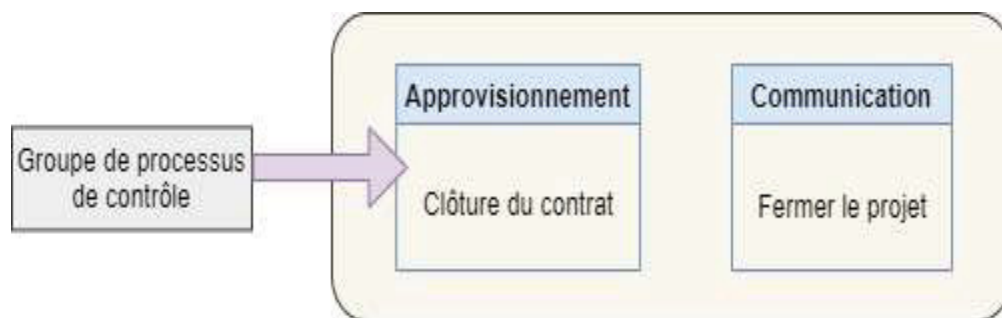 Groupe de processus
de contrôle
Approvisionnement
Clôture du contrat
Communication
Fermer le projet